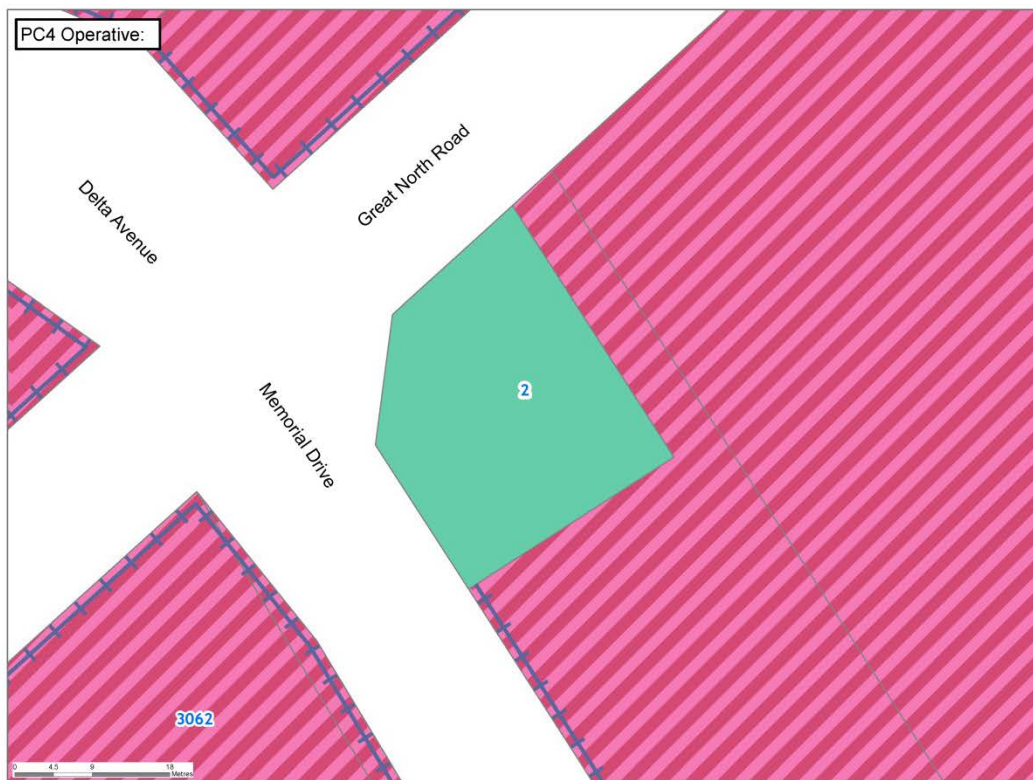 PC4 Operative:
Great North Road
Delta Avenue
2
Memorial Drive
3062
0 4.5 9 18
Metres